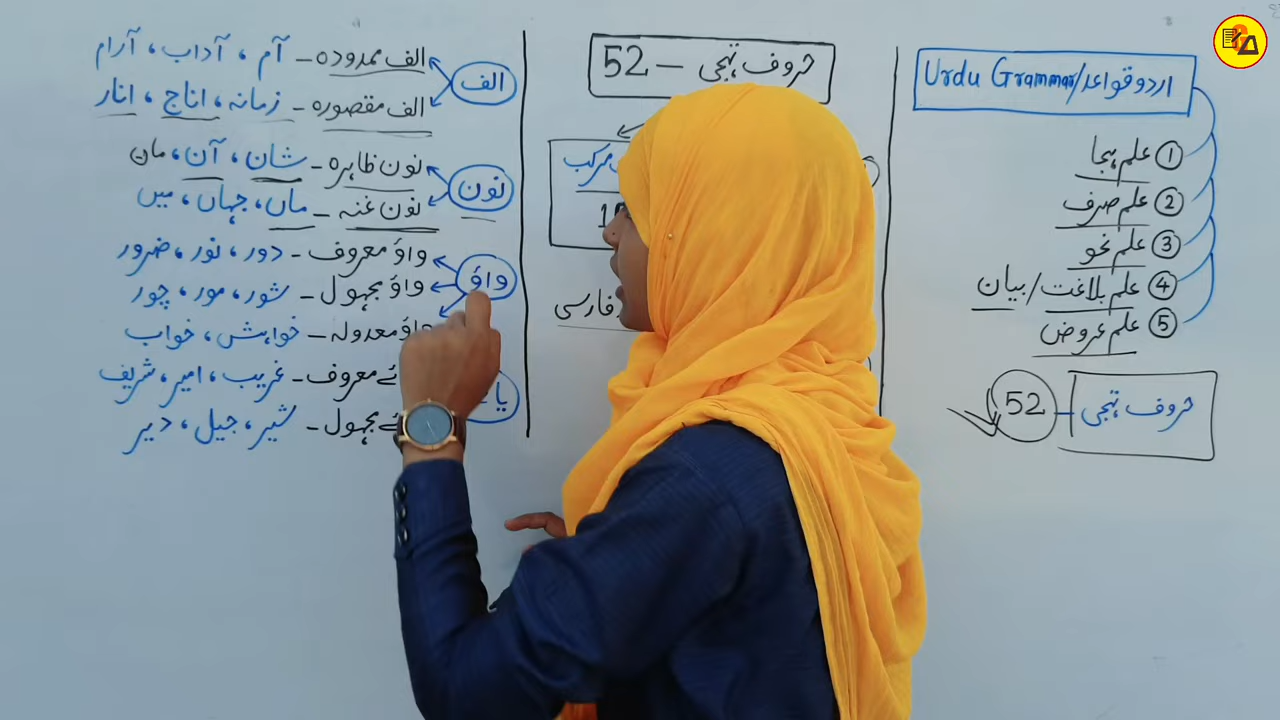 اردو قواعد/Urdu Grammar
① علم ہجا
② علم صرف
③ علم نحو
④ علم بلاغت/بیان
⑤ علم عروض
حروف تہجی – 52
حروف تہجی – 52
مرکب
فارسی
الف
الف ممدودہ – آم، آداب، آرام
الف مقصورہ – زمانہ، اناج، انار
نون
نون ظاہرہ – شان، آن، مان
نون غنہ – ماں، جہاں، میں
واؤ
واؤ معروف – دور، نور، ضرور
واؤ مجہول – شور، مور، چور
واؤ معدولہ – خواہش، خواب
معروف – غریب، امیر، شریف
مجہول – شیر، جیل، دیر